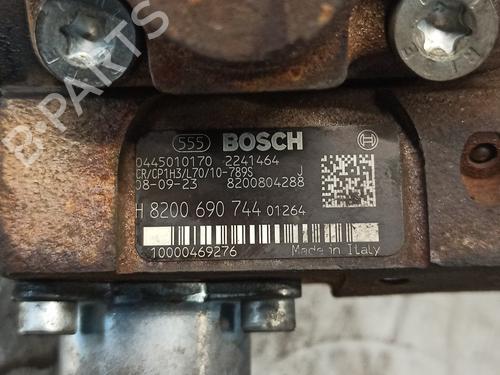 555 BOSCH
0445010170 2241464
CR/CP1H3/L70/10-789S J
08-09-23 8200804288
H 8200 690 744 01264
10000469276 Made in Italy
B-PARTS